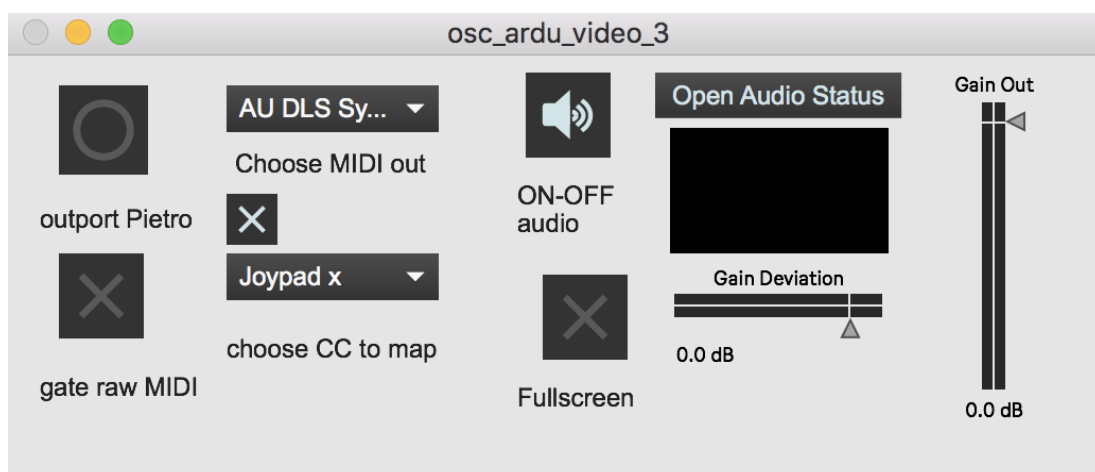 osc_ardu_video_3
outport Pietro
gate raw MIDI
AU DLS Sy...
Choose MIDI out
Joypad x
choose CC to map
ON-OFF
audio
Fullscreen
Open Audio Status
Gain Deviation
0.0 dB
Gain Out
0.0 dB